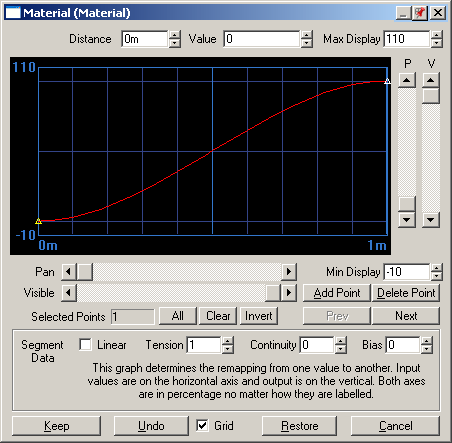 Material (Material)
Distance 0m Value 0 Max Display 110
P V
110
-10
0m 1m
Pan Min Display -10
Visible Add Point Delete Point
Selected Points 1 All Clear Invert Prev Next
Segment Data Linear Tension 1 Continuity 0 Bias 0
This graph determines the remapping from one value to another. Input
values are on the horizontal axis and output is on the vertical. Both axes
are in percentage no matter how they are labelled.
Keep Undo Grid Restore Cancel